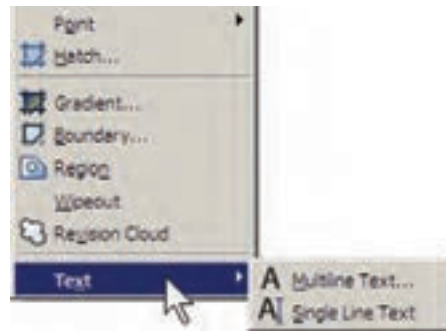 Point
Hatch...
Gradient...
Boundary...
Region
Wipeout
Revision Cloud
Text
A Multiline Text...
A Single Line Text